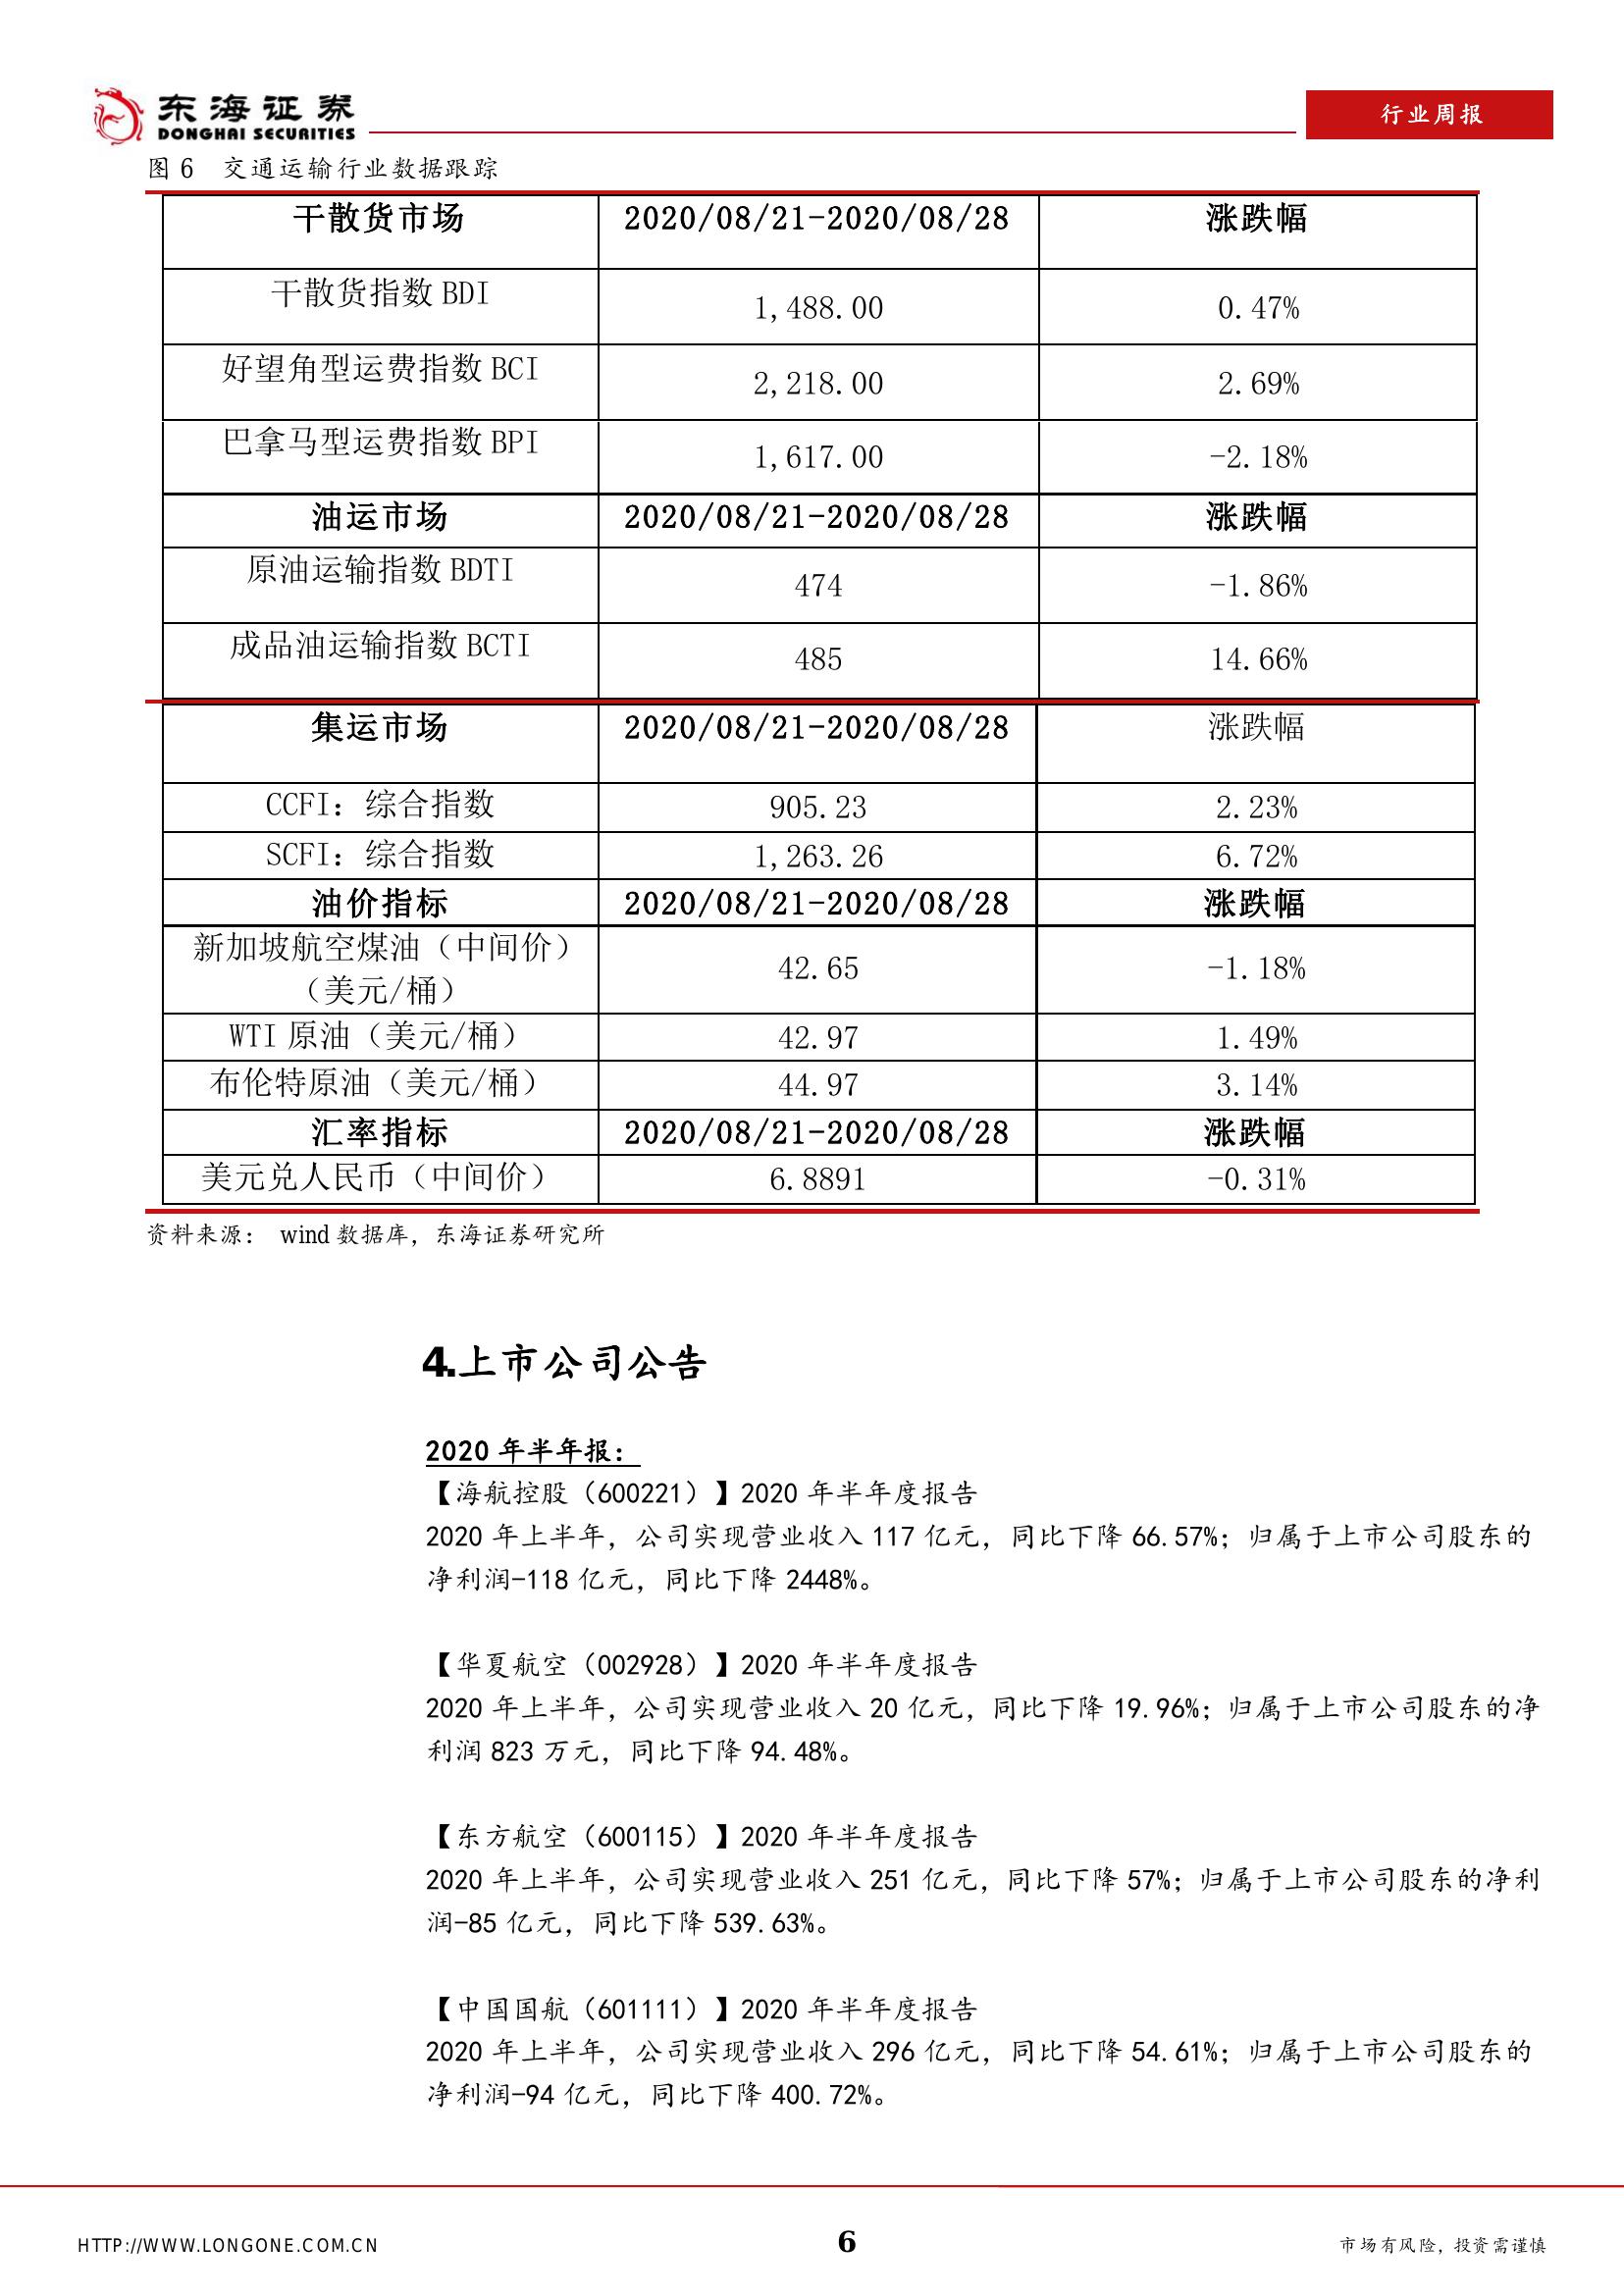 东海证券
DONGHAI SECURITIES
行业周报
图 6 交通运输行业数据跟踪
干散货市场 2020/08/21-2020/08/28 涨跌幅
干散货指数 BDI 1,488.00 0.47%
好望角型运费指数 BCI 2,218.00 2.69%
巴拿马型运费指数 BPI 1,617.00 -2.18%
油运市场 2020/08/21-2020/08/28 涨跌幅
原油运输指数 BDTI 474 -1.86%
成品油运输指数 BCTI 485 14.66%
集运市场 2020/08/21-2020/08/28 涨跌幅
CCFI：综合指数 905.23 2.23%
SCFI：综合指数 1,263.26 6.72%
油价指标 2020/08/21-2020/08/28 涨跌幅
新加坡航空煤油（中间价）
（美元/桶） 42.65 -1.18%
WTI 原油（美元/桶） 42.97 1.49%
布伦特原油（美元/桶） 44.97 3.14%
汇率指标 2020/08/21-2020/08/28 涨跌幅
美元兑人民币（中间价） 6.8891 -0.31%
资料来源： wind 数据库，东海证券研究所
4.上市公司公告
2020 年半年报：
【海航控股（600221）】2020 年半年度报告
2020 年上半年，公司实现营业收入 117 亿元，同比下降 66.57%；归属于上市公司股东的
净利润-118 亿元，同比下降 2448%。
【华夏航空（002928）】2020 年半年度报告
2020 年上半年，公司实现营业收入 20 亿元，同比下降 19.96%；归属于上市公司股东的净
利润 823 万元，同比下降 94.48%。
【东方航空（600115）】2020 年半年度报告
2020 年上半年，公司实现营业收入 251 亿元，同比下降 57%；归属于上市公司股东的净利
润-85 亿元，同比下降 539.63%。
【中国国航（601111）】2020 年半年度报告
2020 年上半年，公司实现营业收入 296 亿元，同比下降 54.61%；归属于上市公司股东的
净利润-94 亿元，同比下降 400.72%。
HTTP://WWW.LONGONE.COM.CN 6 市场有风险，投资需谨慎